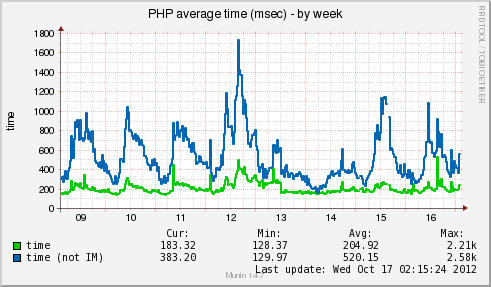 PHP average time (msec) - by week
RRDTOOL / TOBI OETIKER
time
1800
1600
1400
1200
1000
800
600
400
200
0
09 10 11 12 13 14 15 16
Cur: Min: Avg: Max:
time 183.32 128.37 204.92 2.21k
time (not IM) 383.20 129.97 520.15 2.58k
Last update: Wed Oct 17 02:15:24 2012
Munin